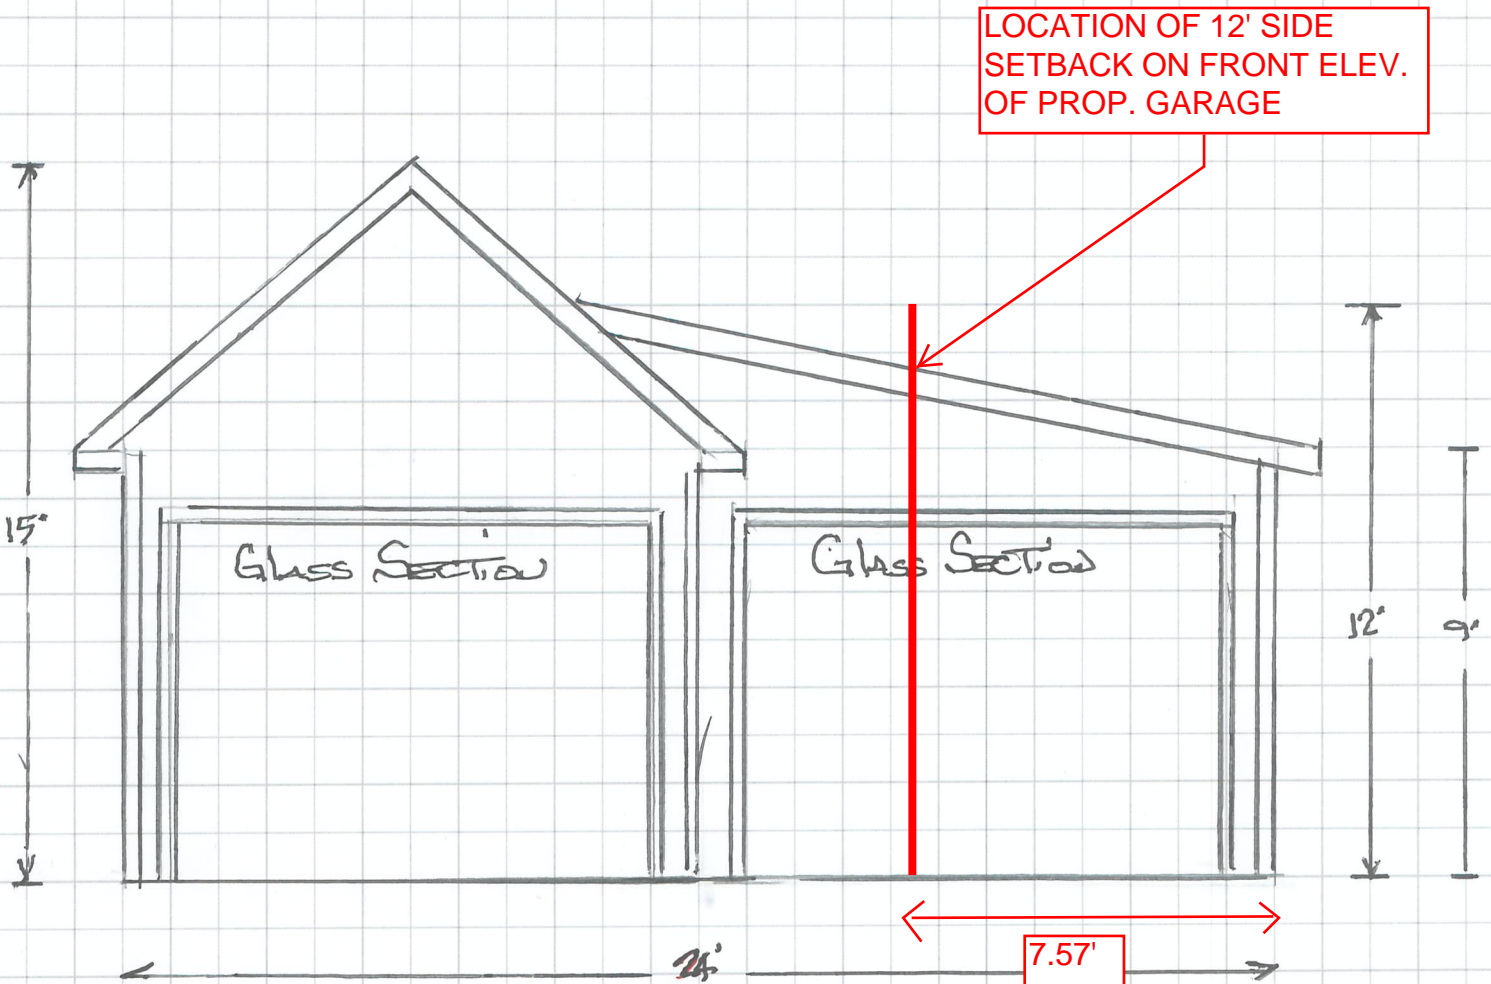 LOCATION OF 12' SIDE
SETBACK ON FRONT ELEV.
OF PROP. GARAGE
15'
GLASS SECTION
GLASS SECTION
12'
9'
24'
7.57'